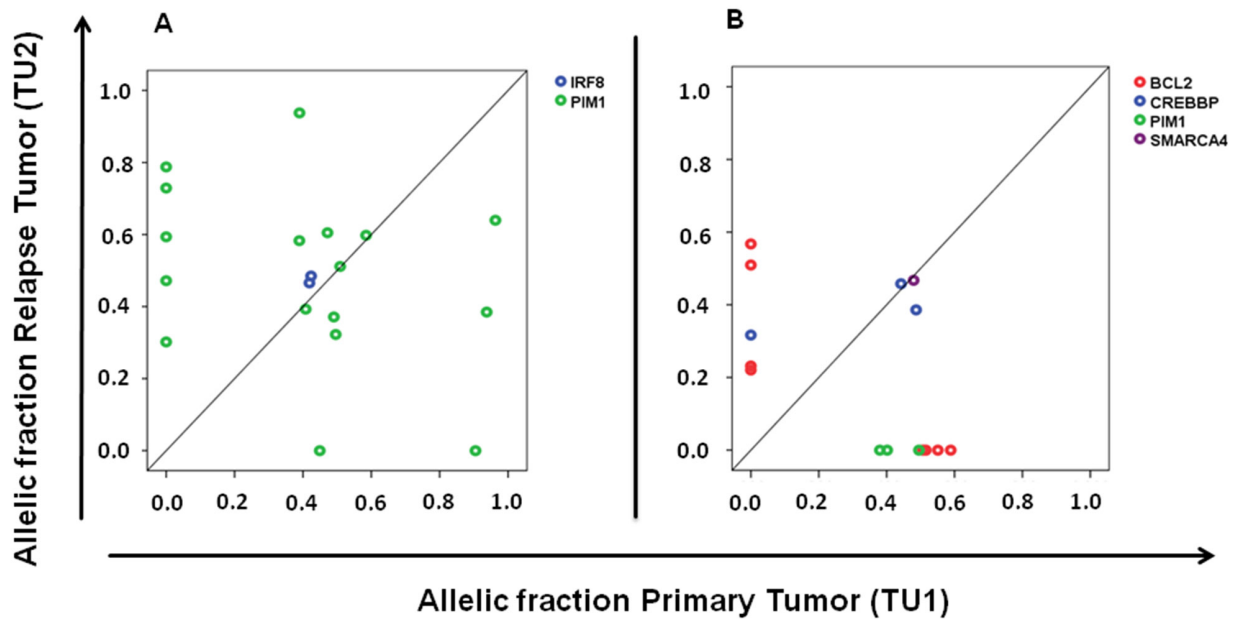 A
B
Allelic fraction Relapse Tumor (TU2)
IRF8
PIM1
1.0
0.8
0.6
0.4
0.2
0.0
0.0 0.2 0.4 0.6 0.8 1.0
BCL2
CREBBP
PIM1
SMARCA4
1.0
0.8
0.6
0.4
0.2
0.0
0.0 0.2 0.4 0.6 0.8 1.0
Allelic fraction Primary Tumor (TU1)